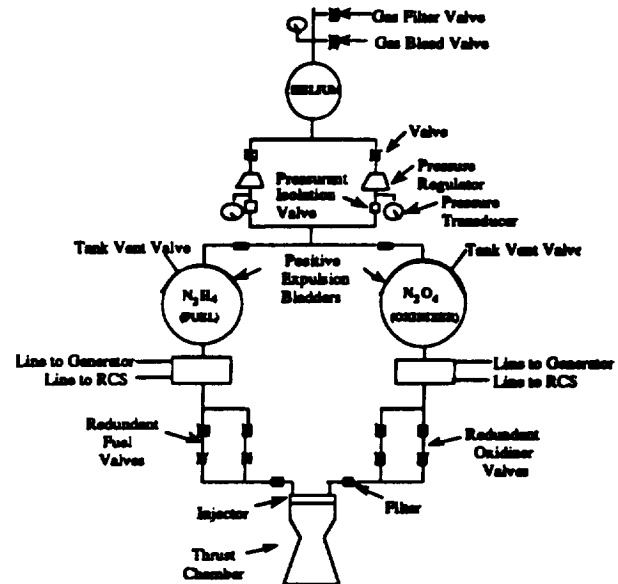 Gas Filter Valve
Gas Bleed Valve
HELIUM
Valve
Pressure
Regulator
Pressurant
Isolation
Valve
Pressure
Transducer
Tank Vent Valve
Tank Vent Valve
Positive
Expulsion
Bladders
N₂H₄
(FUEL)
N₂O₄
(OXIDIZER)
Line to Generator
Line to RCS
Line to Generator
Line to RCS
Redundant
Fuel
Valves
Redundant
Oxidizer
Valves
Injector
Filter
Thrust
Chamber